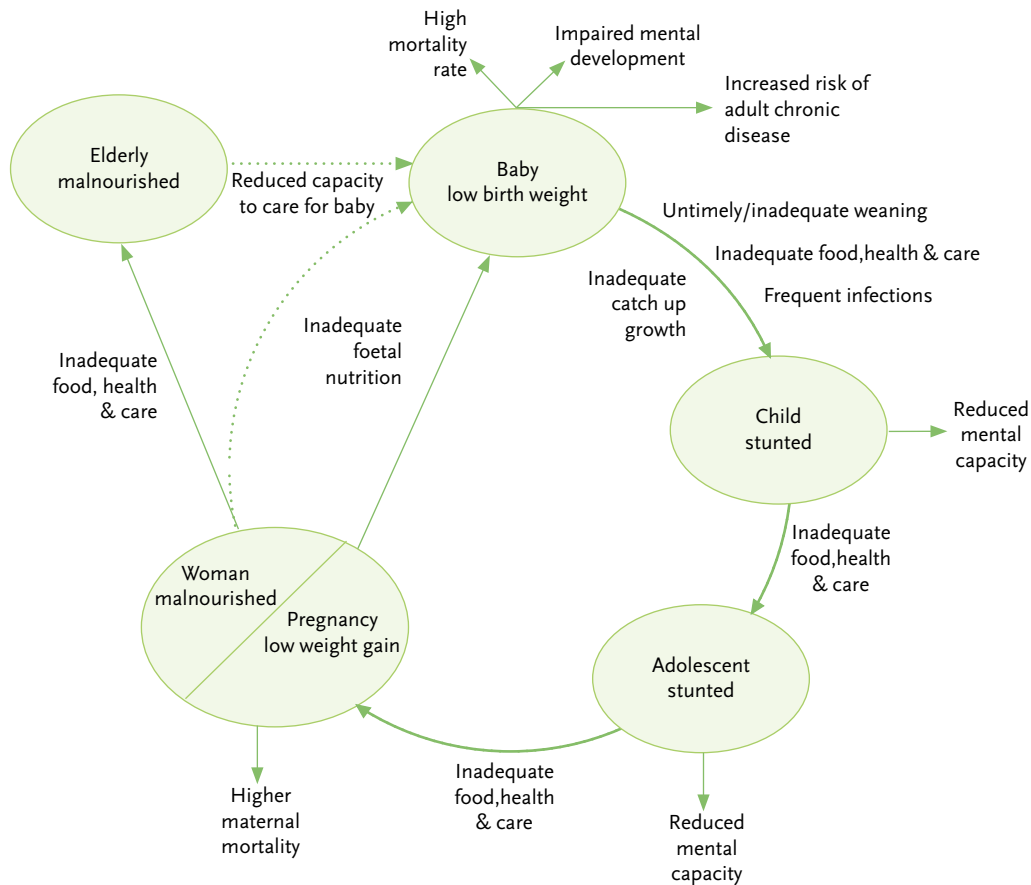 High
mortality
rate
Impaired mental
development
Increased risk of
adult chronic
disease
Elderly
malnourished
Reduced capacity
to care for baby
Baby
low birth weight
Untimely/inadequate weaning
Inadequate food,health & care
Frequent infections
Inadequate
catch up
growth
Inadequate
foetal
nutrition
Inadequate
food, health
& care
Child
stunted
Reduced
mental
capacity
Inadequate
food,health
& care
Woman
malnourished
Pregnancy
low weight gain
Adolescent
stunted
Inadequate
food,health
& care
Higher
maternal
mortality
Reduced
mental
capacity